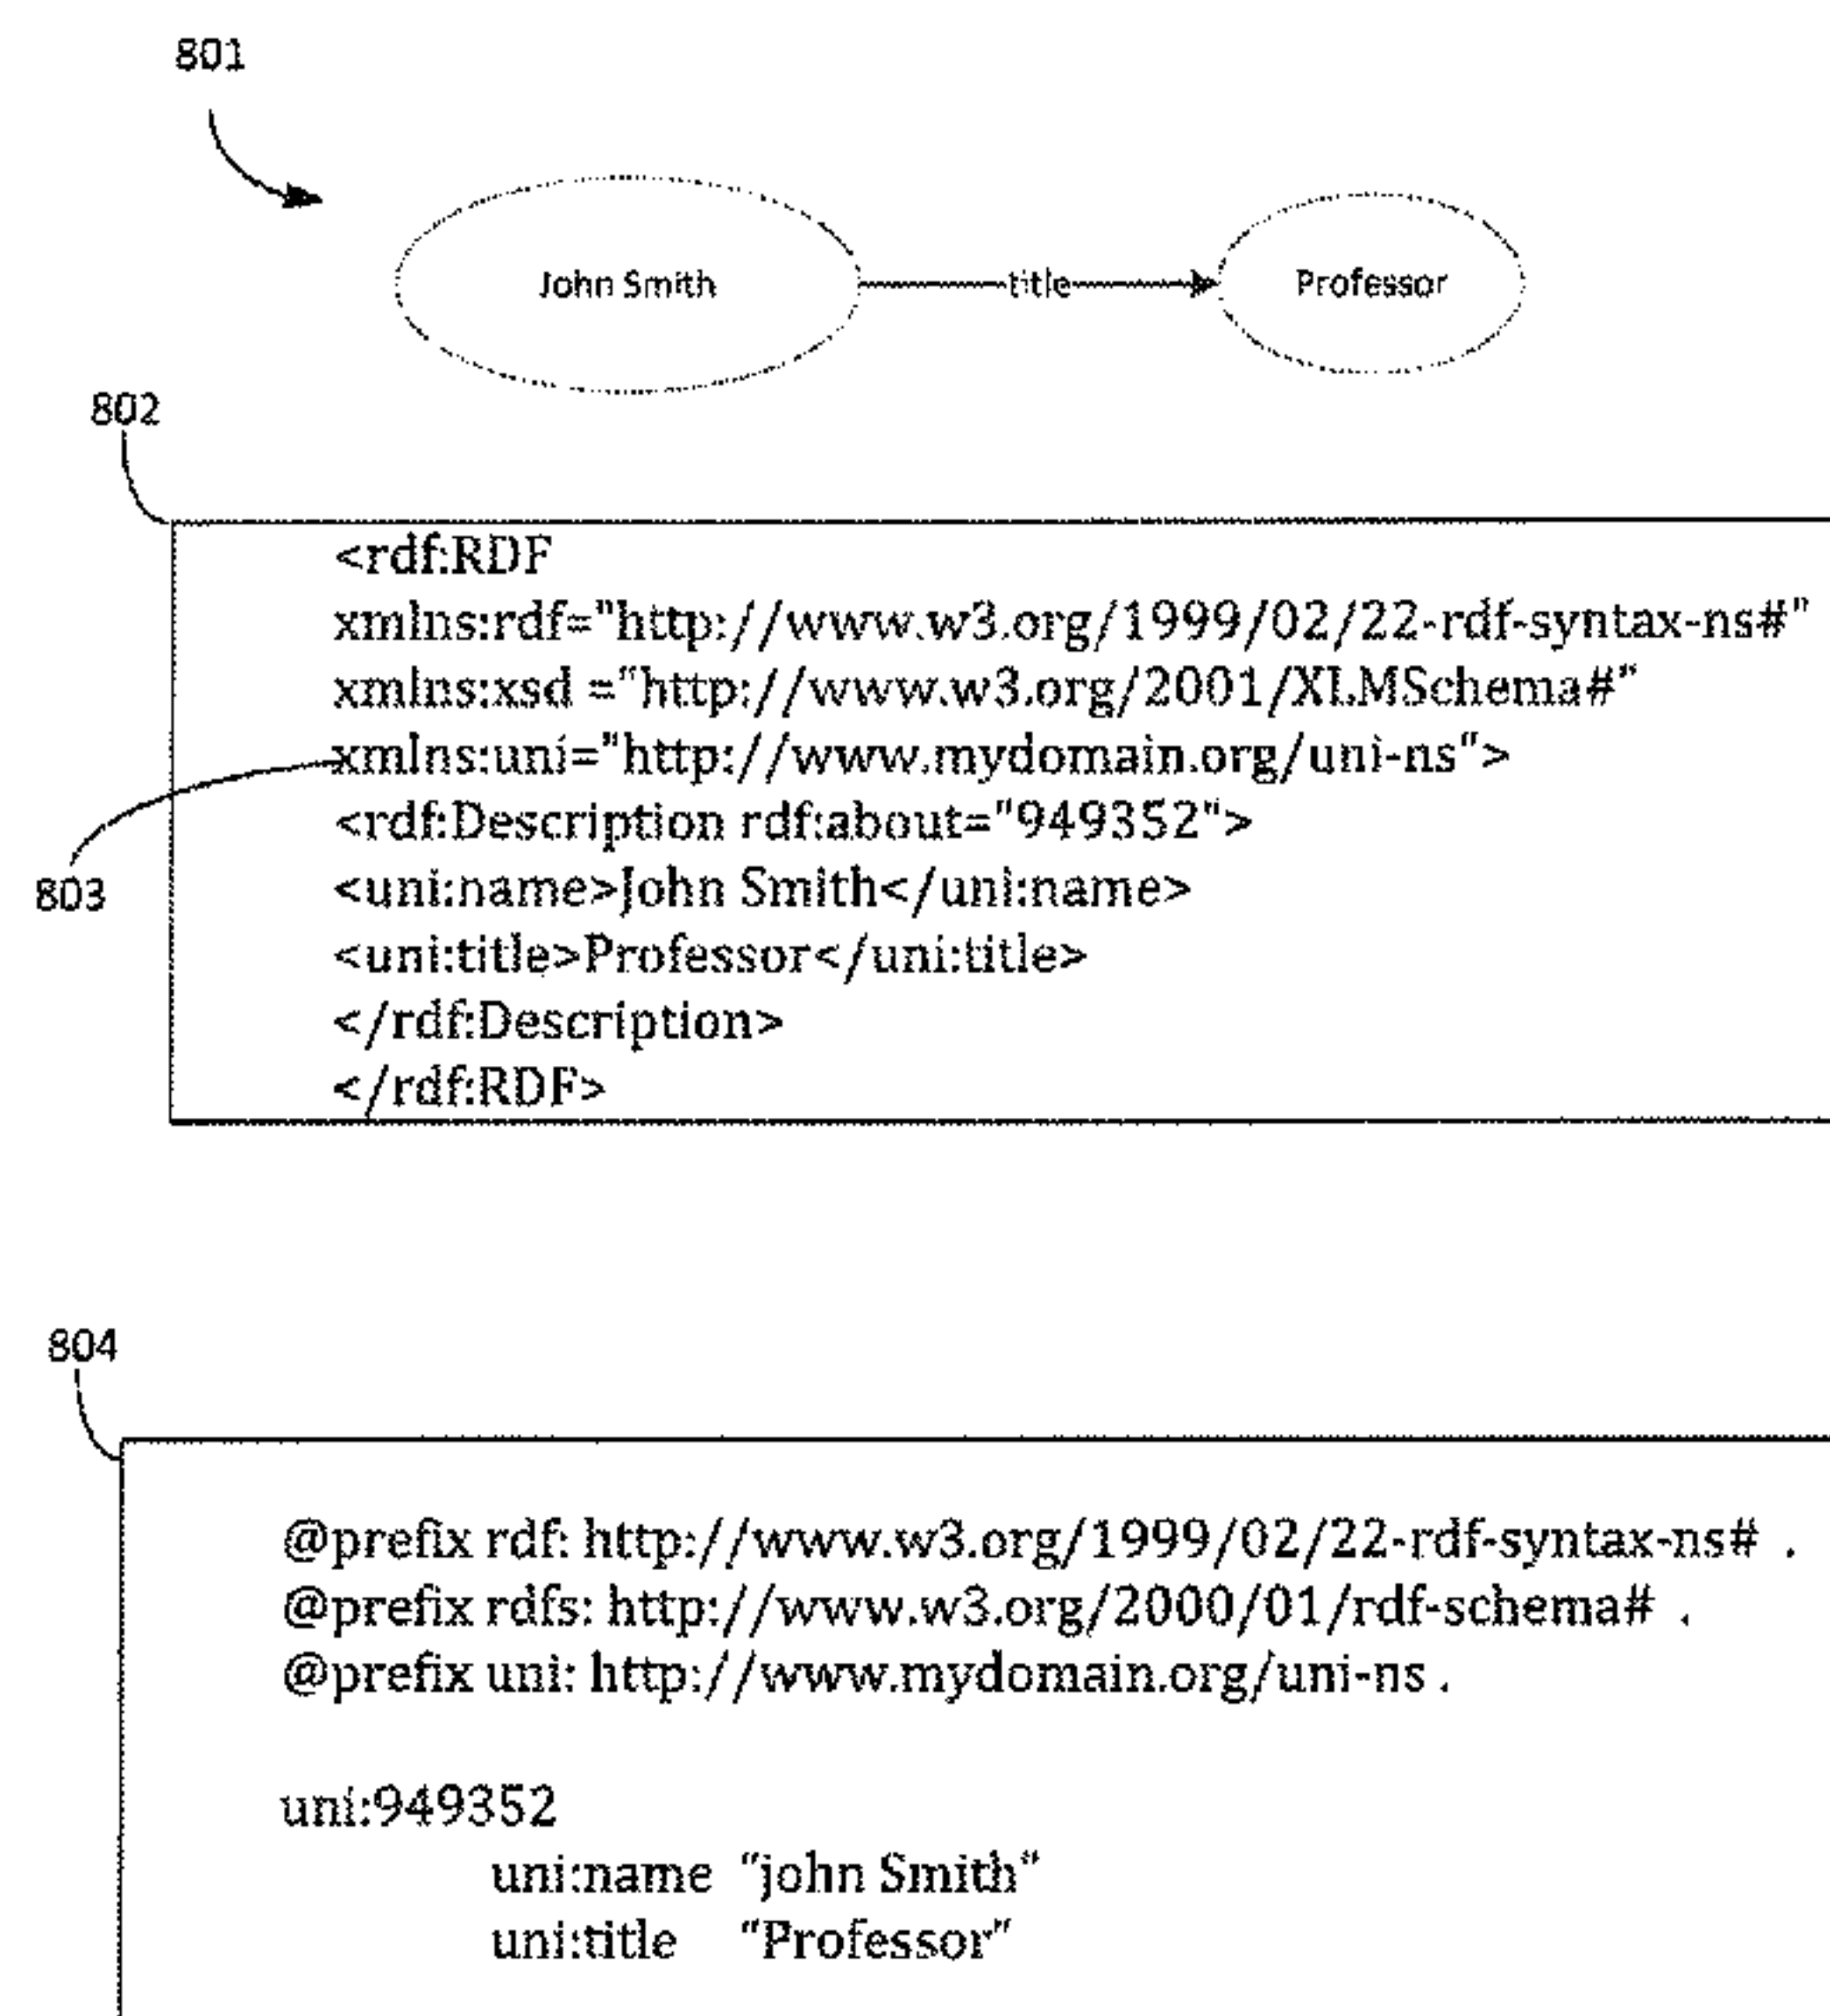 801
John Smith title Professor
802
<rdf:RDF
xmlns:rdf="http://www.w3.org/1999/02/22-rdf-syntax-ns#"
xmlns:xsd ="http://www.w3.org/2001/XLMSchema#"
xmlns:uni="http://www.mydomain.org/uni-ns">
<rdf:Description rdf:about="949352">
803
<uni:name>John Smith</uni:name>
<uni:title>Professor</uni:title>
</rdf:Description>
</rdf:RDF>
804
@prefix rdf: http://www.w3.org/1999/02/22-rdf-syntax-ns# .
@prefix rdfs: http://www.w3.org/2000/01/rdf-schema# .
@prefix uni: http://www.mydomain.org/uni-ns .
uni:949352
uni:name “john Smith“
uni:title “Professor”